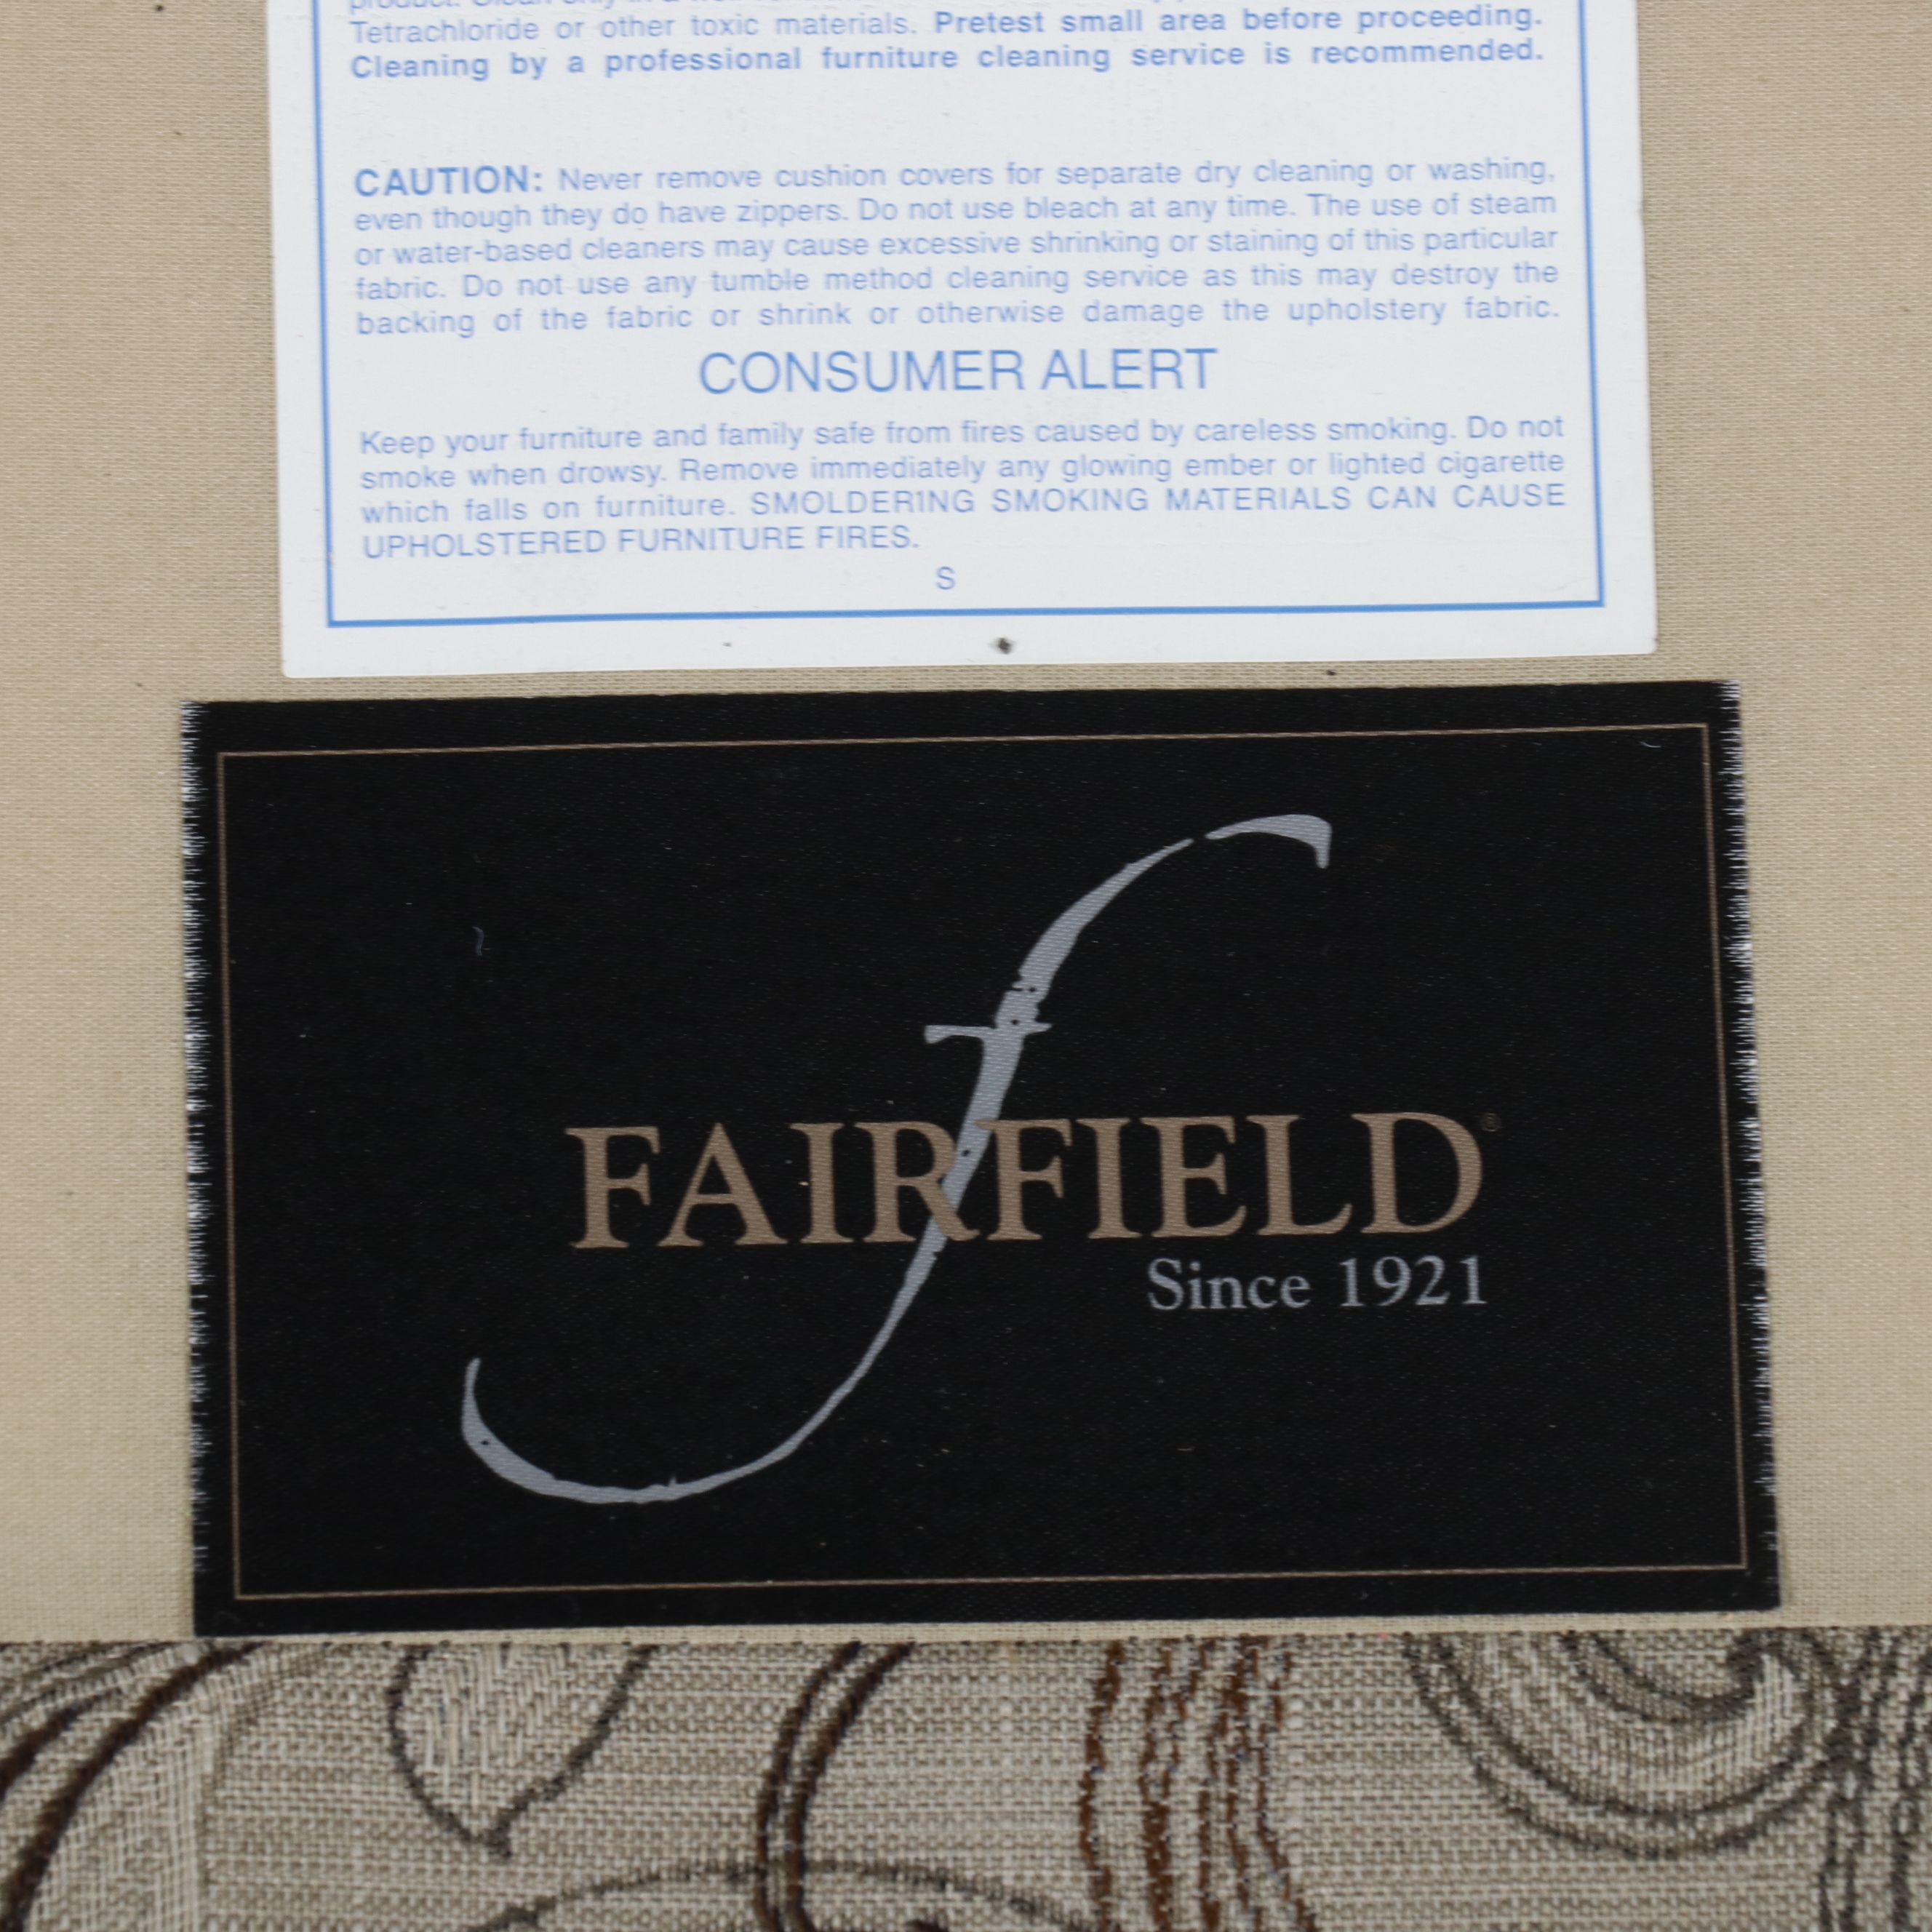 product. Clean only in a well
Tetrachloride or other toxic materials. Pretest small area before proceeding.
Cleaning by a professional furniture cleaning service is recommended.
CAUTION: Never remove cushion covers for separate dry cleaning or washing,
even though they do have zippers. Do not use bleach at any time. The use of steam
or water-based cleaners may cause excessive shrinking or staining of this particular
fabric. Do not use any tumble method cleaning service as this may destroy the
backing of the fabric or shrink or otherwise damage the upholstery fabric.
CONSUMER ALERT
Keep your furniture and family safe from fires caused by careless smoking. Do not
smoke when drowsy. Remove immediately any glowing ember or lighted cigarette
which falls on furniture. SMOLDER1NG SMOKING MATERIALS CAN CAUSE
UPHOLSTERED FURNITURE FIRES.
S
f
FAIRFIELD®
Since 1921